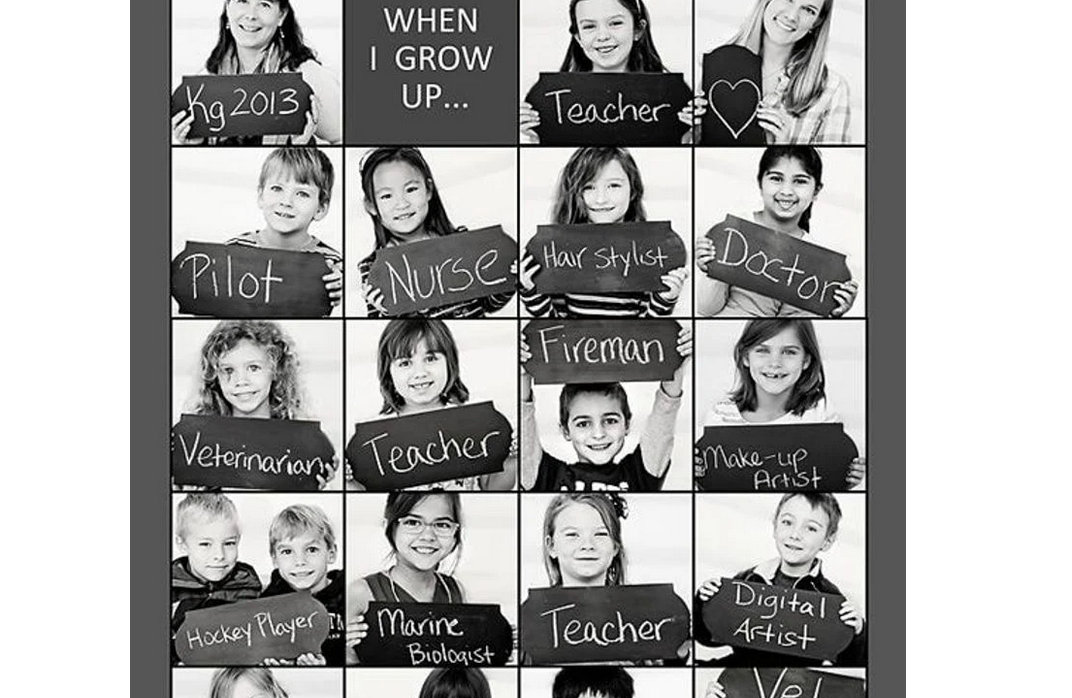 Kg 2013
WHEN
I GROW
UP...
Teacher
Pilot
Nurse
Hair Stylist
Doctor
Veterinarian
Teacher
Fireman
Make-up
Artist
Hockey Player
Marine
Biologist
Teacher
Digital
Artist
Vet